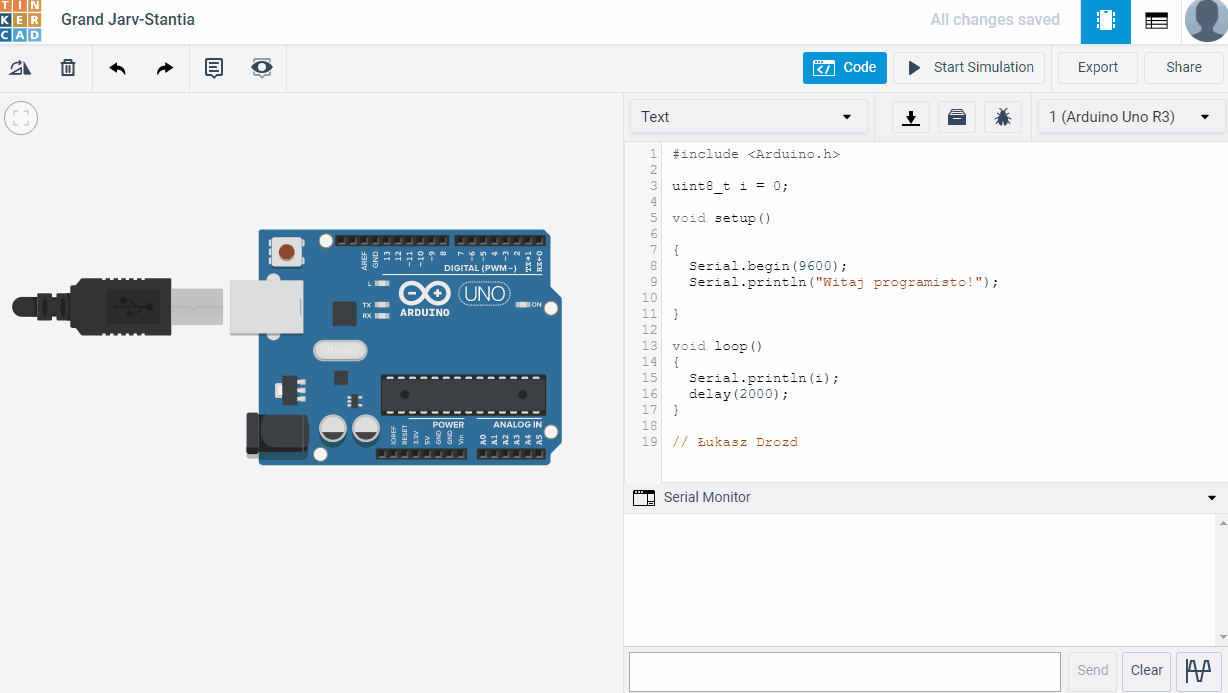 TIN
KER
CAD
Grand Jarv-Stantia
All changes saved
Code
Start Simulation
Export
Share
Text
1 (Arduino Uno R3)
1 #include <Arduino.h>
2
3 uint8_t i = 0;
4
5 void setup()
6
7 {
8 Serial.begin(9600);
9 Serial.println("Witaj programisto!");
10
11 }
12
13 void loop()
14 {
15 Serial.println(i);
16 delay(2000);
17 }
18
19 // Łukasz Drozd
AREF
GND
13
12
~11
~10
~9
8
7
~6
~5
4
~3
2
TX→1
RX←0
DIGITAL (PWM~)
L
TX
RX
ARDUINO
UNO
ON
POWER
ANALOG IN
IOREF
RESET
3.3V
5V
GND
GND
Vin
A0
A1
A2
A3
A4
A5
Serial Monitor
Send
Clear